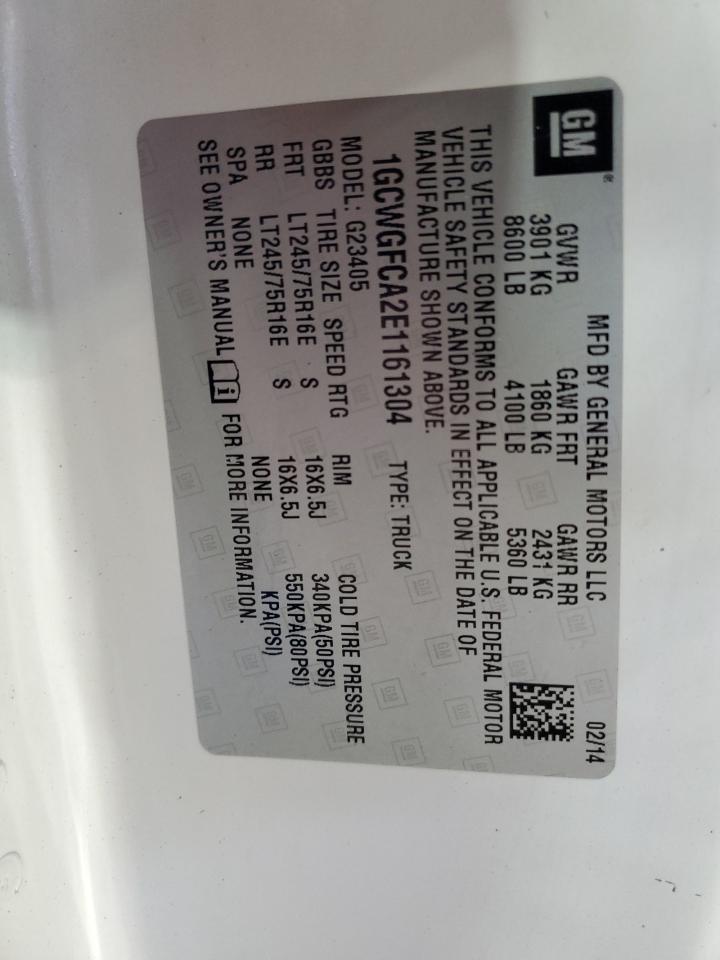 GM
MFD BY GENERAL MOTORS LLC 02/14
GVWR GAWR FRT GAWR RR
3901 KG 1860 KG 2431 KG
8600 LB 4100 LB 5360 LB
THIS VEHICLE CONFORMS TO ALL APPLICABLE U.S. FEDERAL MOTOR
VEHICLE SAFETY STANDARDS IN EFFECT ON THE DATE OF
MANUFACTURE SHOWN ABOVE.
1GCWGFCA2E1161304 TYPE: TRUCK
MODEL: G23405
GBBS TIRE SIZE SPEED RTG RIM COLD TIRE PRESSURE
FRT LT245/75R16E S 16X6.5J 340KPA(50PSI)
RR LT245/75R16E S 16X6.5J 550KPA(80PSI)
SPA NONE NONE KPA(PSI)
SEE OWNER'S MANUAL i FOR MORE INFORMATION.